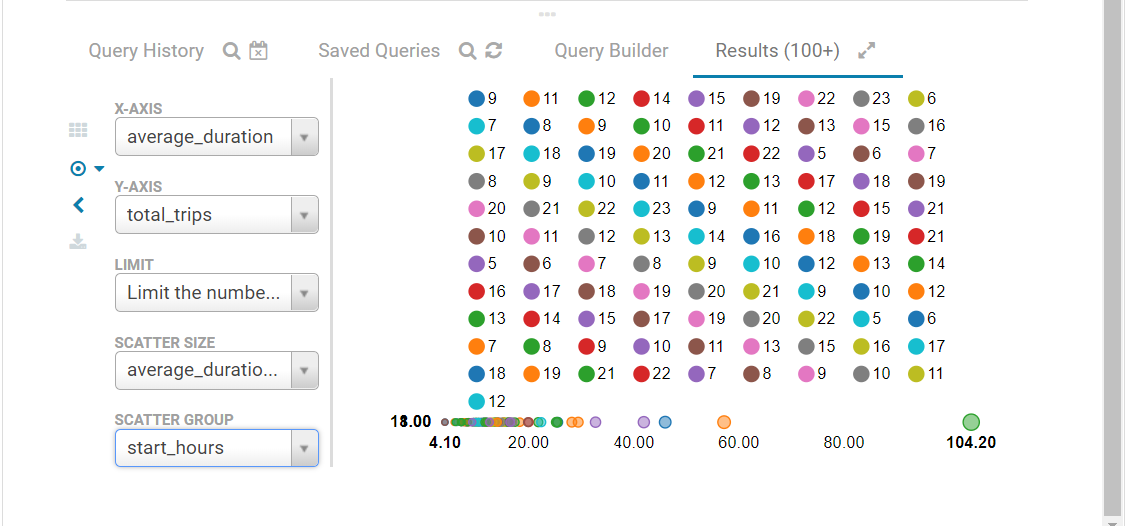 Query History Saved Queries Query Builder Results (100+)
X-AXIS
average_duration
Y-AXIS
total_trips
LIMIT
Limit the numbe...
SCATTER SIZE
average_duratio...
SCATTER GROUP
start_hours
9 11 12 14 15 19 22 23 6
7 8 9 10 11 12 13 15 16
17 18 19 20 21 22 5 6 7
8 9 10 11 12 13 17 18 19
20 21 22 23 9 11 12 15 21
10 11 12 13 14 16 18 19 21
5 6 7 8 9 10 12 13 14
16 17 18 19 20 21 9 10 12
13 14 15 17 19 20 22 5 6
7 8 9 10 11 13 15 16 17
18 19 21 22 7 8 9 10 11
12
4.10 20.00 40.00 60.00 80.00 104.20